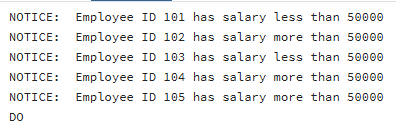 NOTICE:  Employee ID 101 has salary less than 50000
NOTICE:  Employee ID 102 has salary more than 50000
NOTICE:  Employee ID 103 has salary less than 50000
NOTICE:  Employee ID 104 has salary more than 50000
NOTICE:  Employee ID 105 has salary more than 50000
DO